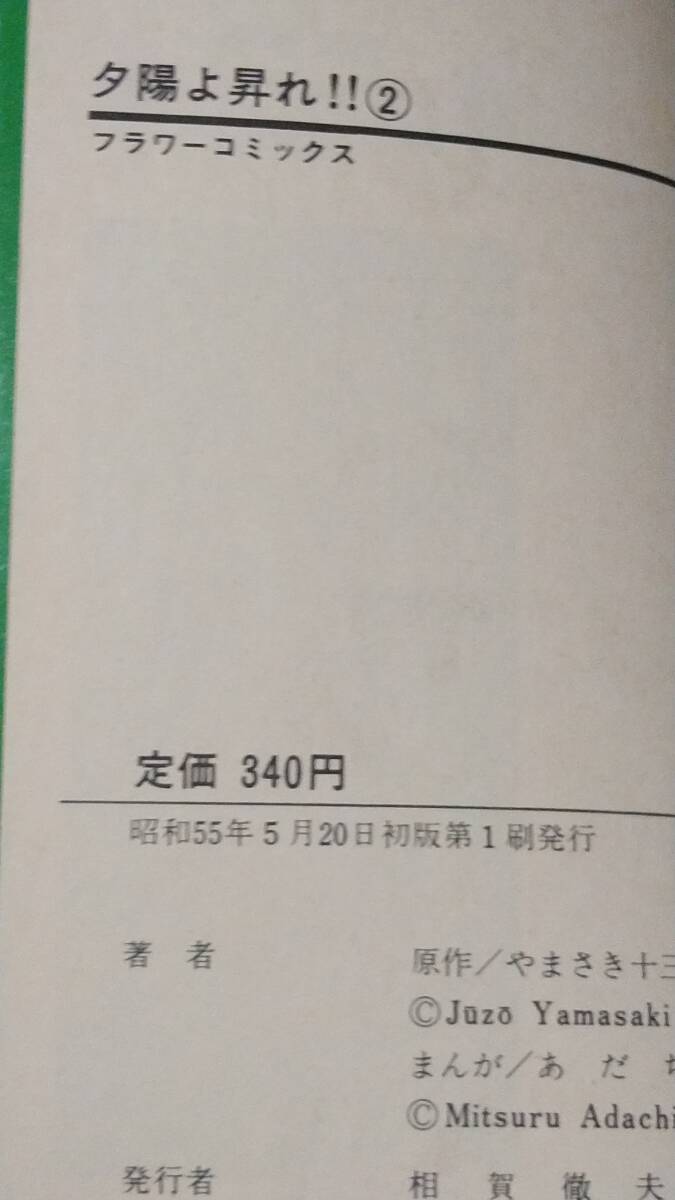 夕陽よ昇れ!!②
フラワーコミックス
定価 340円
昭和55年5月20日初版第1刷発行
著 者 原作/やまさき十三
©Jūzō Yamasaki
まんが/あ だ
©Mitsuru Adachi
発行者 相 賀 徹 夫